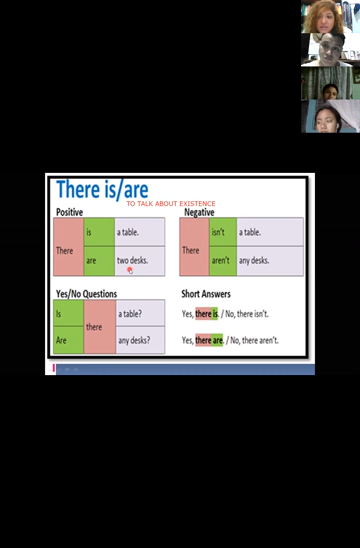 There is/are
TO TALK ABOUT EXISTENCE
Positive
There
is
a table.
are
two desks.
Negative
There
isn't
a table.
aren't
any desks.
Yes/No Questions
Is
there
a table?
Are
any desks?
Short Answers
Yes, there is. / No, there isn't.
Yes, there are. / No, there aren't.